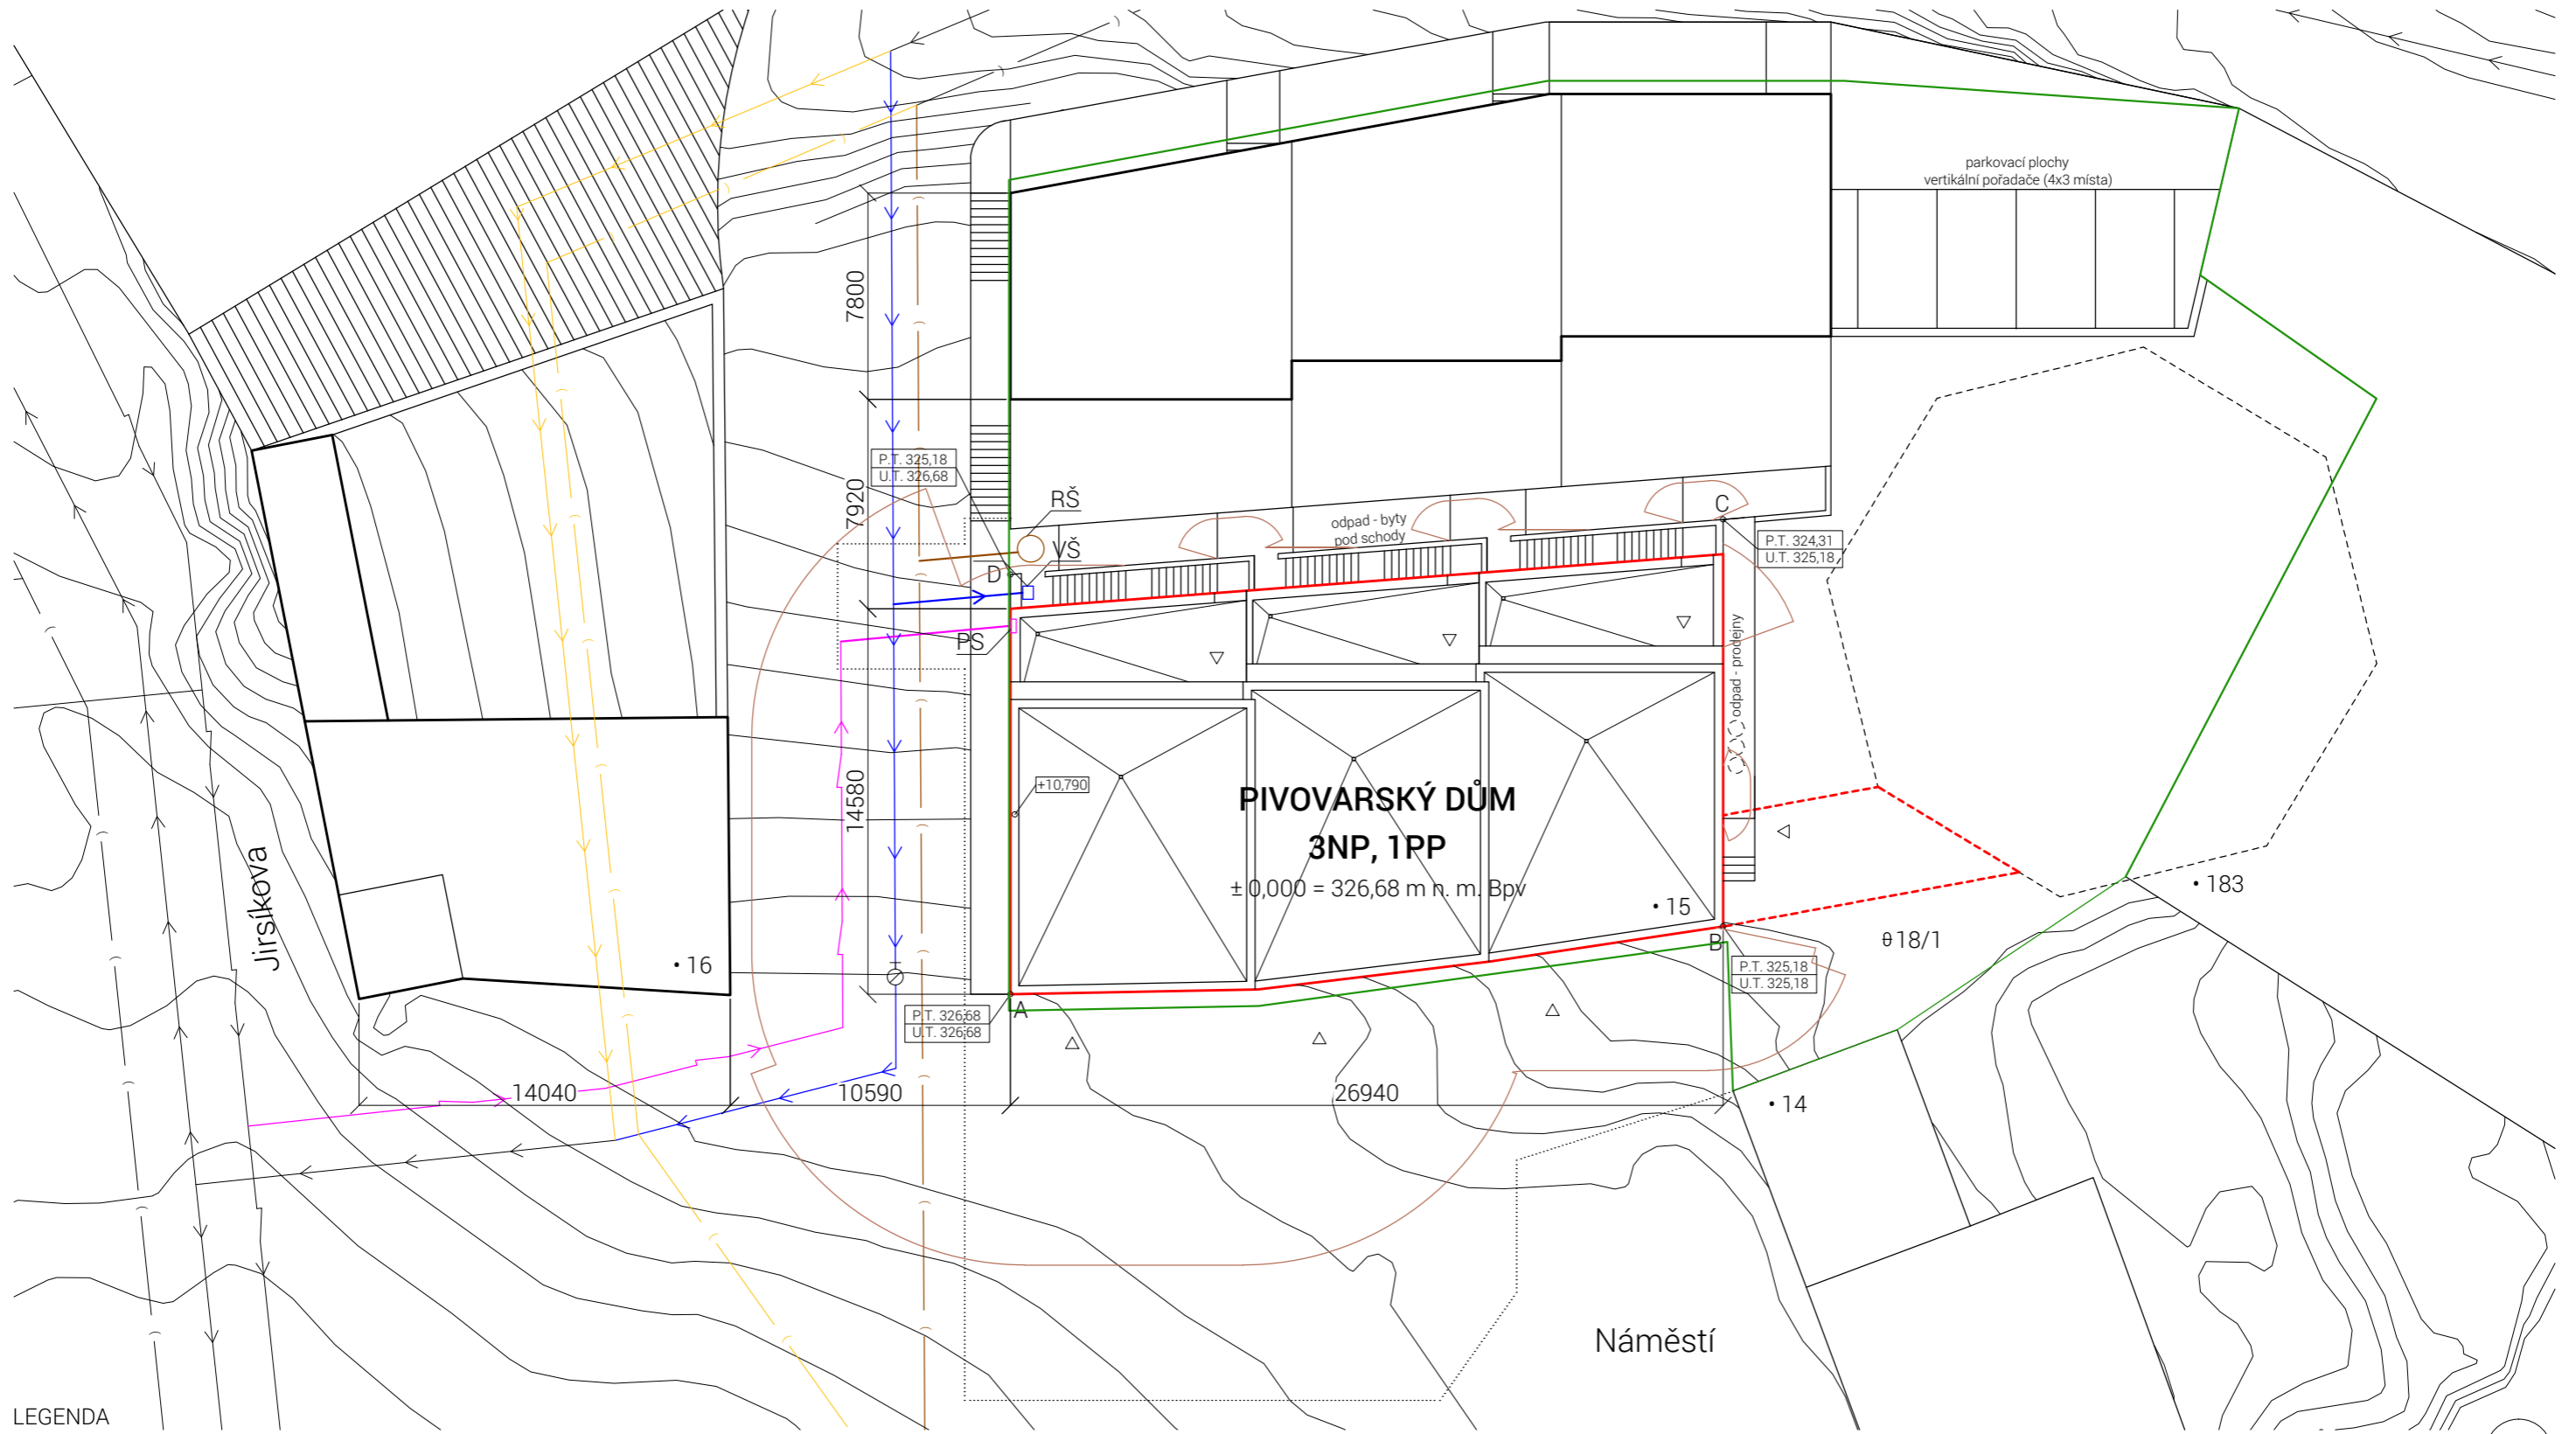 parkovací plochy
vertikální pořadače (4x3 místa)
7800
P.T. 325,18
U.T. 326,68
7920
RŠ
odpad - byty
pod schody
C
VŠ
P.T. 324,31
U.T. 325,18
D
PS
odpad - prodejny
+10,790
14580
PIVOVARSKÝ DŮM
3NP, 1PP
± 0,000 = 326,68 m n. m. Bpv
Jirsíkova
• 15
• 183
18/1
• 16
B
P.T. 325,18
U.T. 325,18
A
P.T. 326,68
U.T. 326,68
14040
10590
26940
• 14
Náměstí
LEGENDA